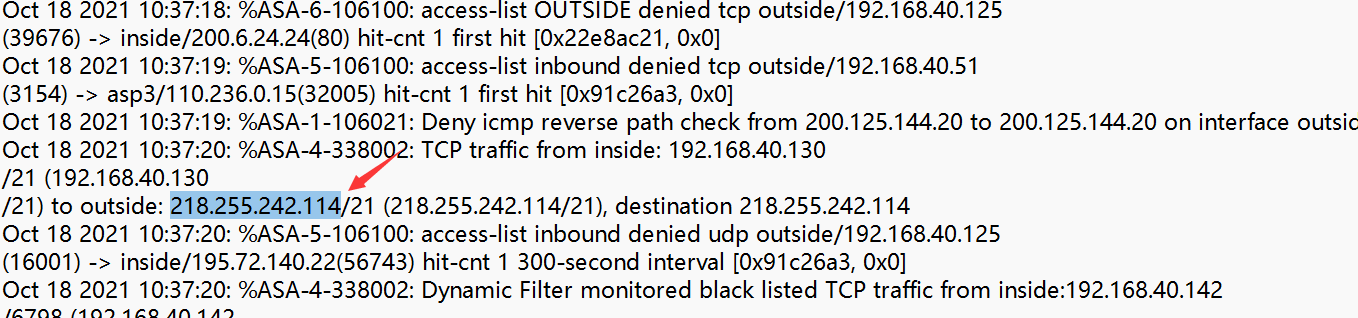 Oct 18 2021 10:37:18: %ASA-6-106100: access-list OUTSIDE denied tcp outside/192.168.40.125
(39676) -> inside/200.6.24.24(80) hit-cnt 1 first hit [0x22e8ac21, 0x0]
Oct 18 2021 10:37:19: %ASA-5-106100: access-list inbound denied tcp outside/192.168.40.51
(3154) -> asp3/110.236.0.15(32005) hit-cnt 1 first hit [0x91c26a3, 0x0]
Oct 18 2021 10:37:19: %ASA-1-106021: Deny icmp reverse path check from 200.125.144.20 to 200.125.144.20 on interface outsid
Oct 18 2021 10:37:20: %ASA-4-338002: TCP traffic from inside: 192.168.40.130
/21 (192.168.40.130
/21) to outside: 218.255.242.114/21 (218.255.242.114/21), destination 218.255.242.114
Oct 18 2021 10:37:20: %ASA-5-106100: access-list inbound denied udp outside/192.168.40.125
(16001) -> inside/195.72.140.22(56743) hit-cnt 1 300-second interval [0x91c26a3, 0x0]
Oct 18 2021 10:37:20: %ASA-4-338002: Dynamic Filter monitored black listed TCP traffic from inside:192.168.40.142
/6798 (192.168.40.142